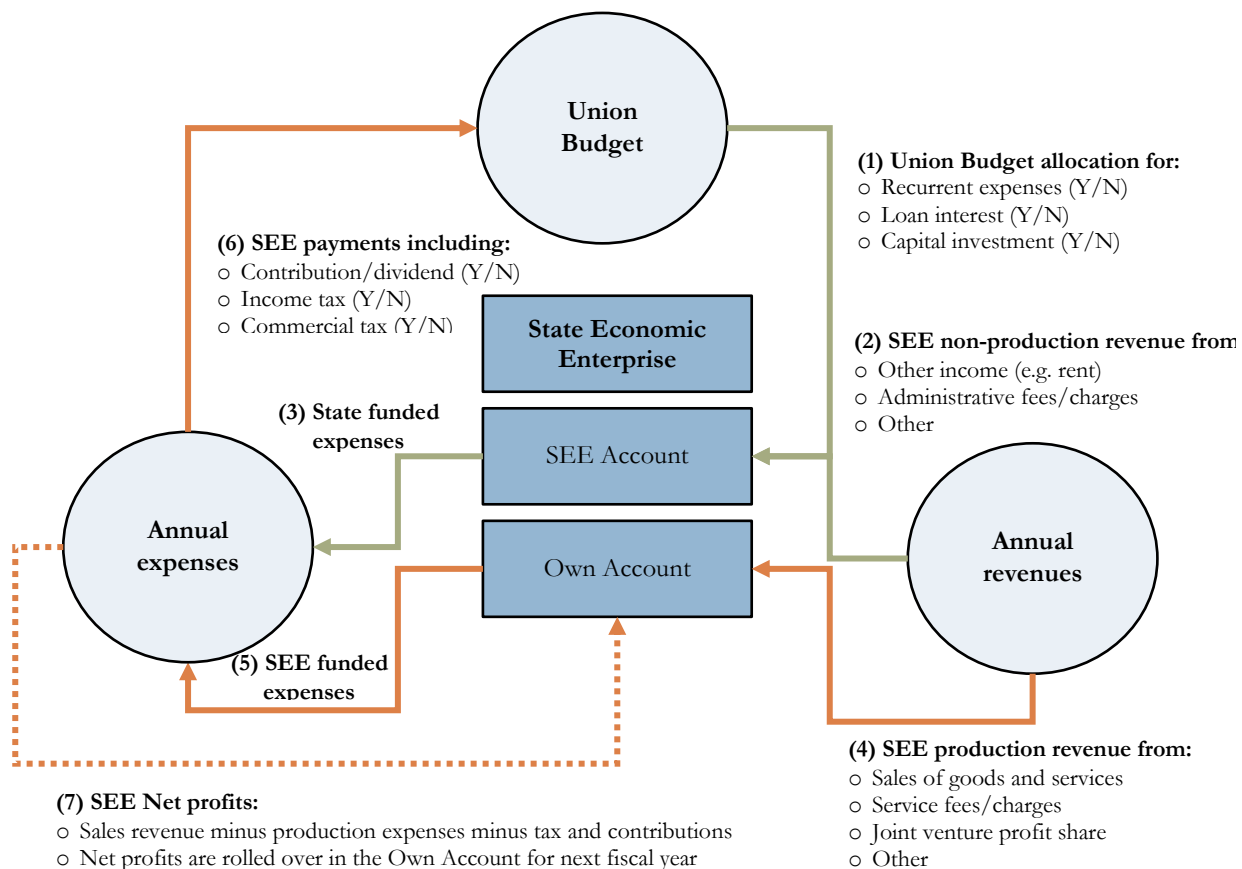 Union
Budget
(1) Union Budget allocation for:
o Recurrent expenses (Y/N)
o Loan interest (Y/N)
o Capital investment (Y/N)
(6) SEE payments including:
o Contribution/dividend (Y/N)
o Income tax (Y/N)
o Commercial tax (Y/N)
State Economic
Enterprise
(2) SEE non-production revenue from
o Other income (e.g. rent)
o Administrative fees/charges
o Other
(3) State funded
expenses
SEE Account
Annual
expenses
Own Account
Annual
revenues
(5) SEE funded
expenses
(4) SEE production revenue from:
o Sales of goods and services
o Service fees/charges
o Joint venture profit share
o Other
(7) SEE Net profits:
o Sales revenue minus production expenses minus tax and contributions
o Net profits are rolled over in the Own Account for next fiscal year